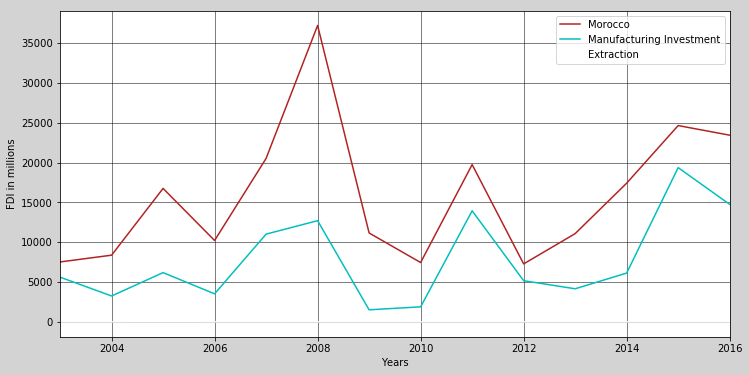 Morocco
Manufacturing Investment
Extraction
35000
30000
25000
20000
15000
10000
5000
0
FDI in millions
2004 2006 2008 2010 2012 2014 2016
Years